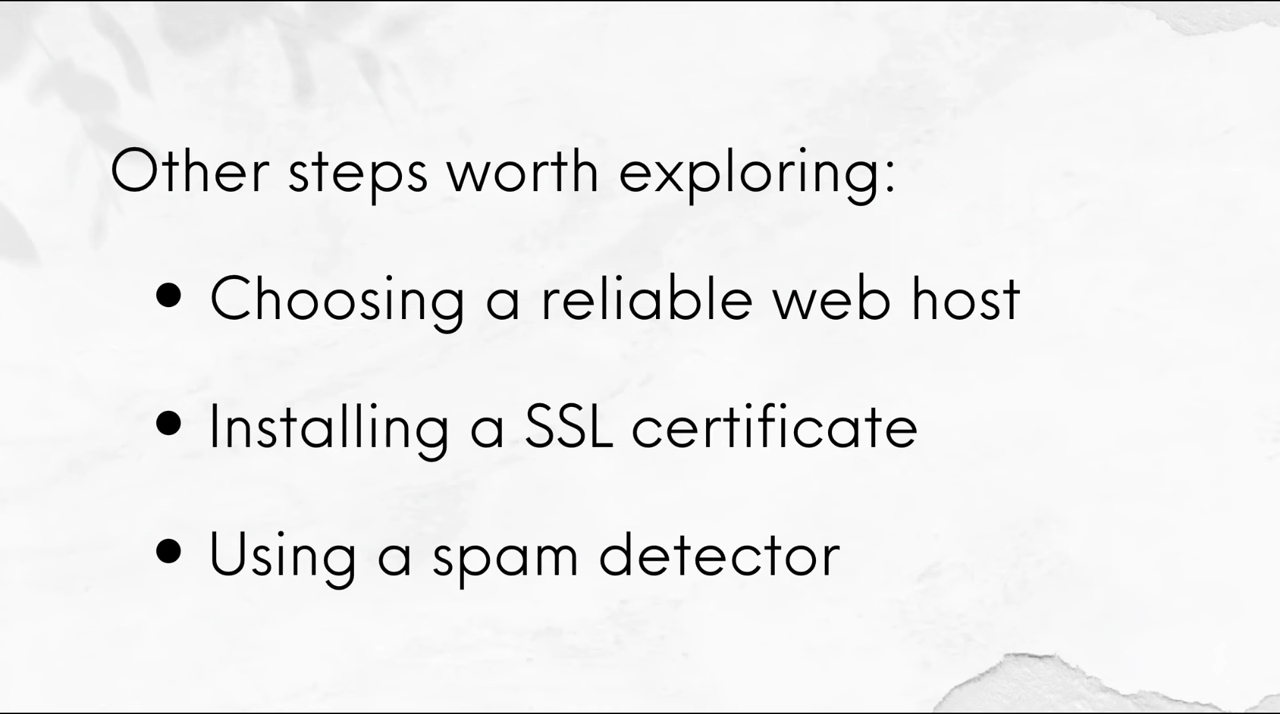 Other steps worth exploring:
• Choosing a reliable web host
• Installing a SSL certificate
• Using a spam detector